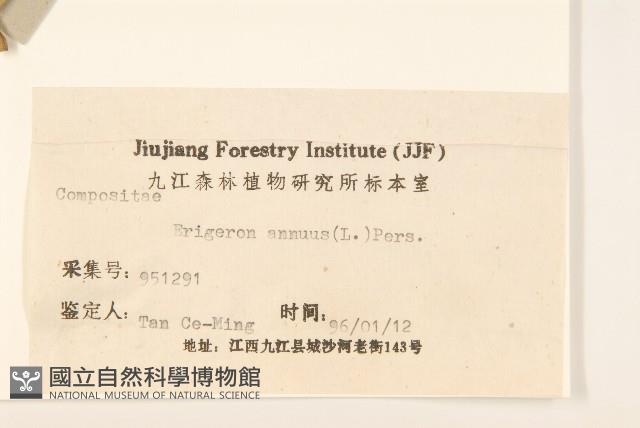 Jiujiang Forestry Institute (JJF)
九江森林植物研究所标本室
Compositae
Erigeron annuus(L.)Pers.
采集号: 951291
鉴定人: Tan Ce-Ming 时间: 96/01/12
地址: 江西九江县城沙河老街143号
國立自然科學博物館
NATIONAL MUSEUM OF NATURAL SCIENCE